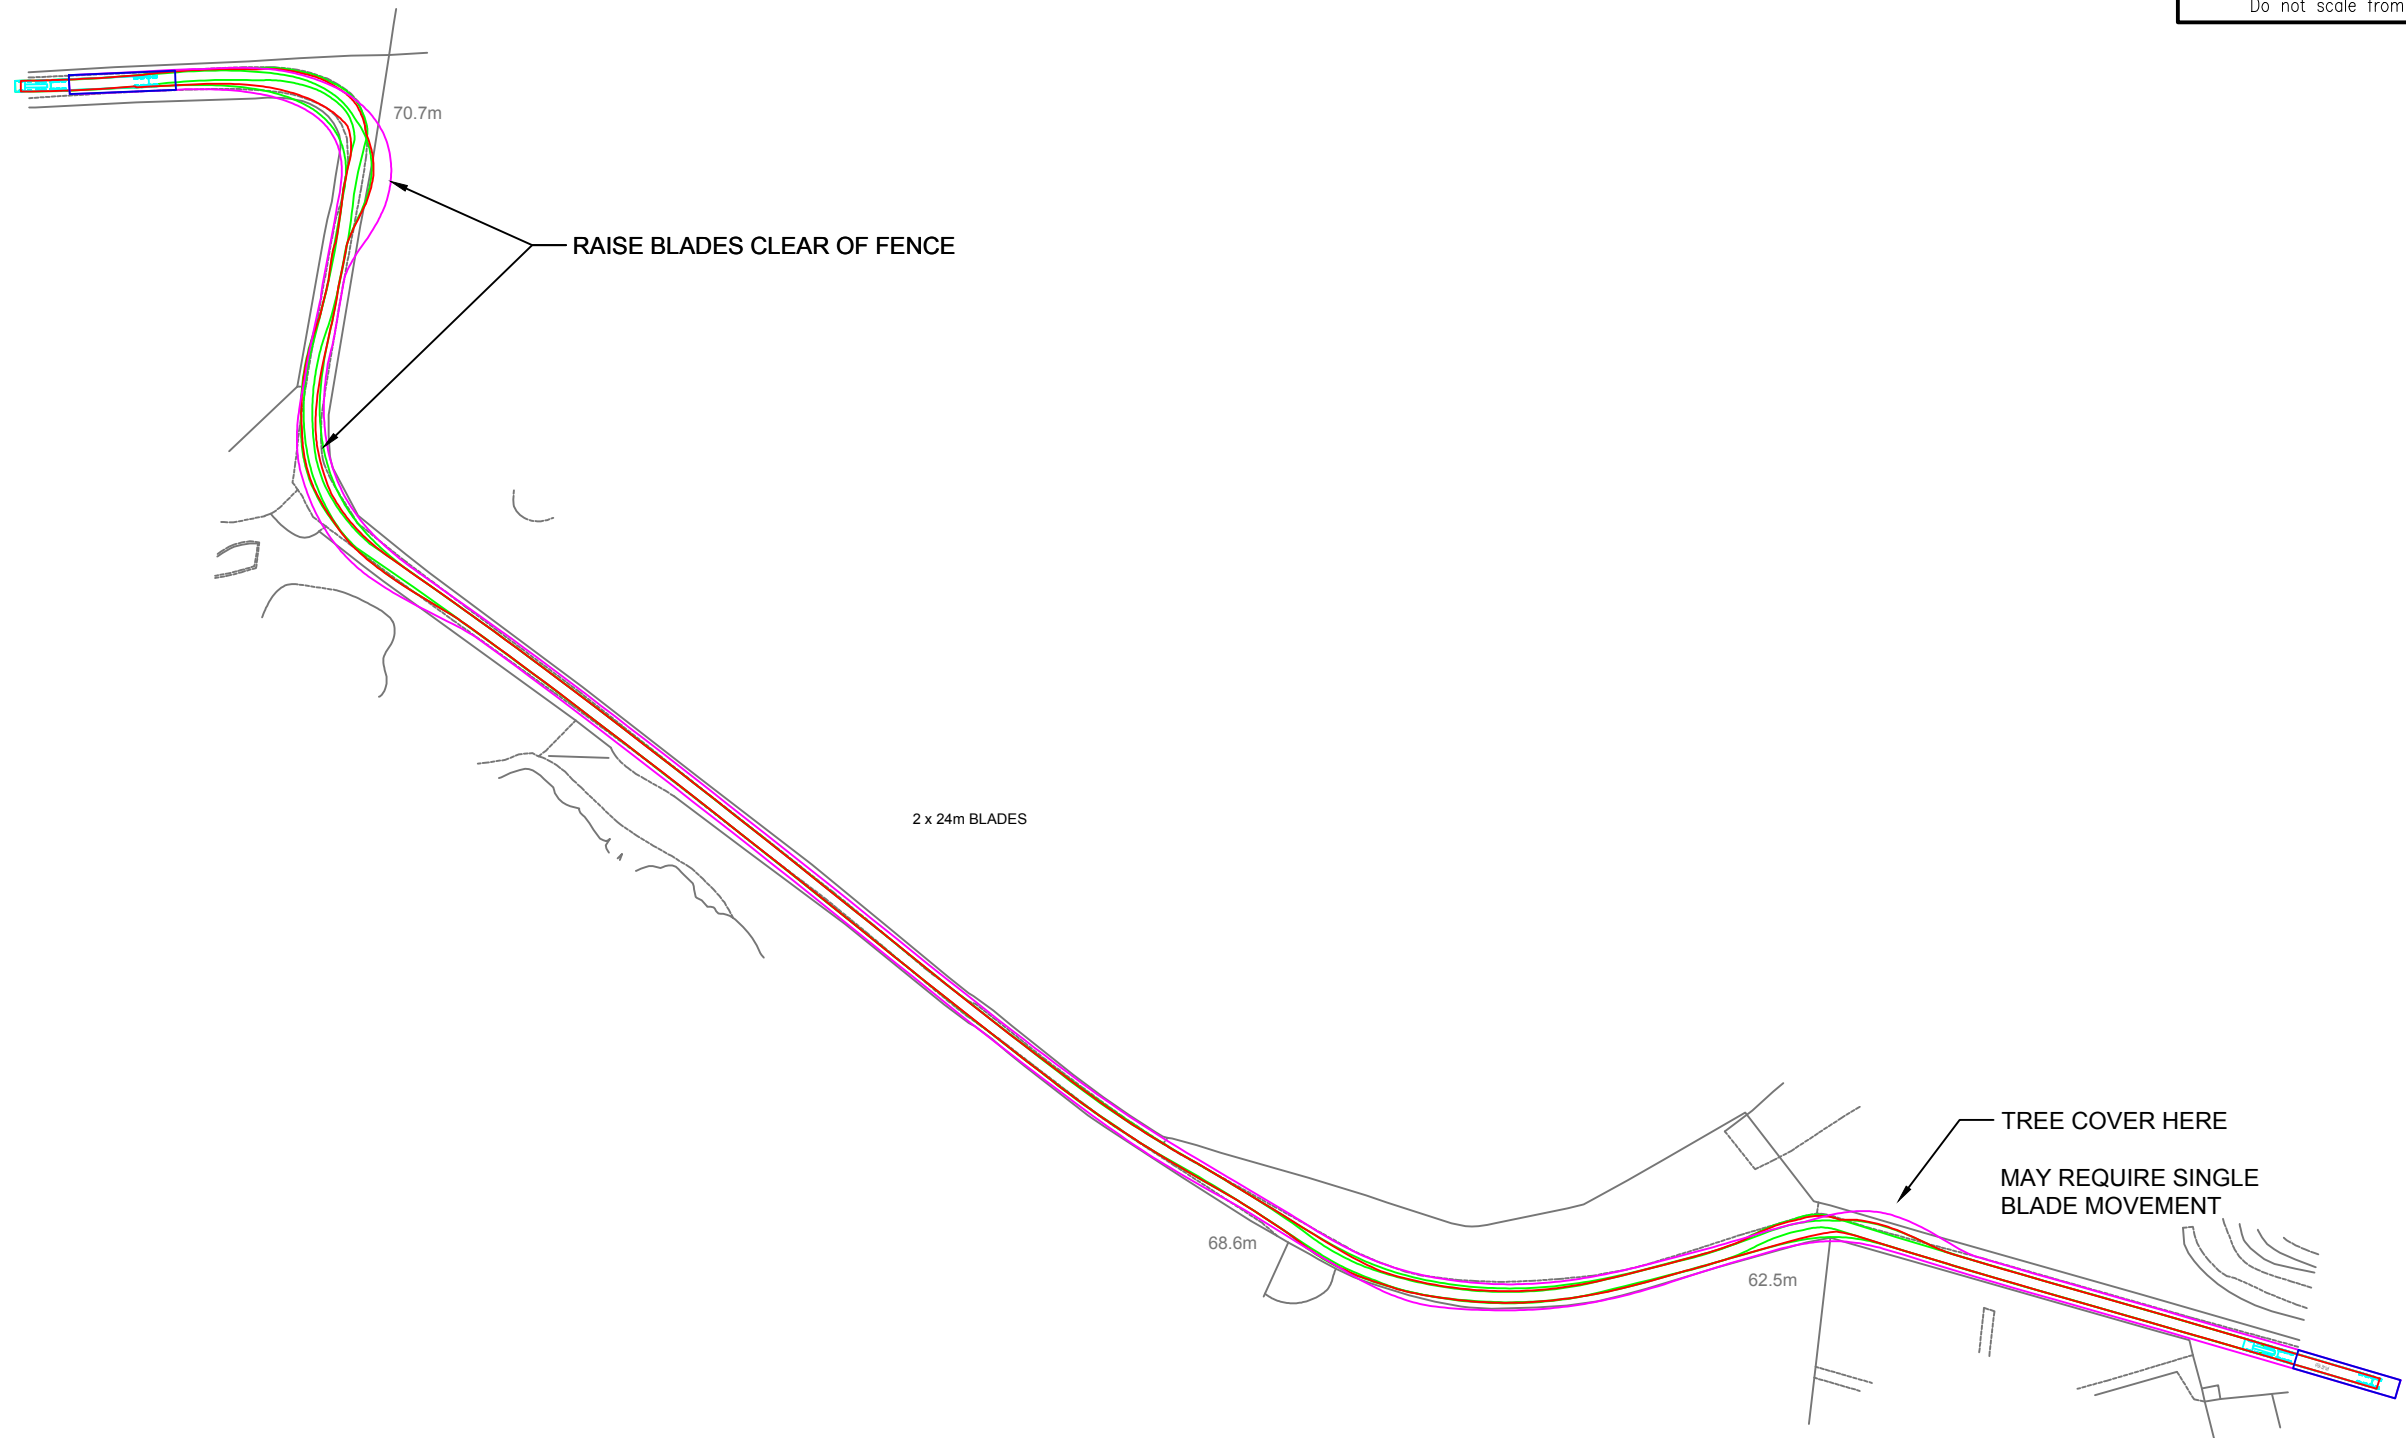 Do not scale from
70.7m
RAISE BLADES CLEAR OF FENCE
2 x 24m BLADES
TREE COVER HERE
MAY REQUIRE SINGLE
BLADE MOVEMENT
68.6m
62.5m